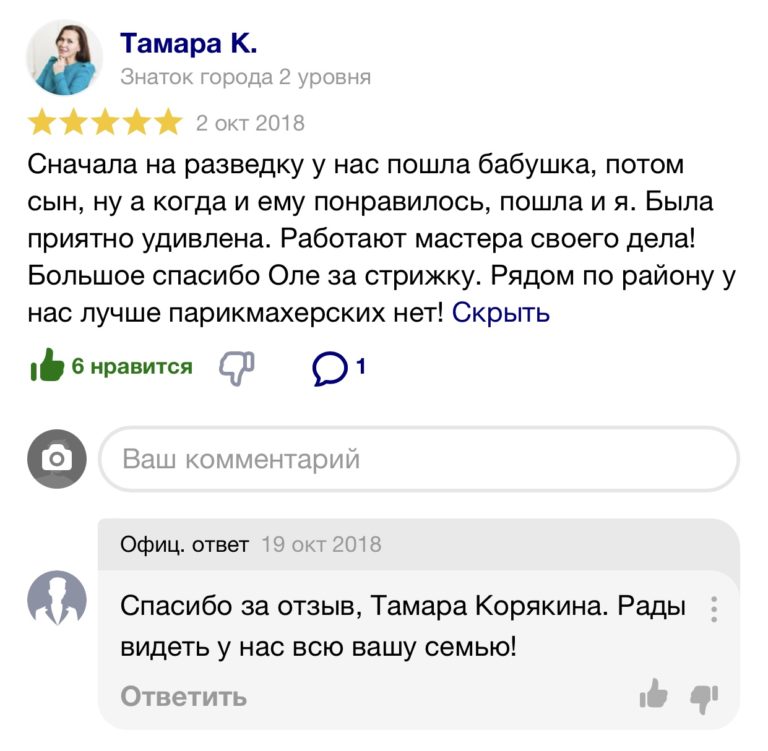 Тамара К.
Знаток города 2 уровня
2 окт 2018
Сначала на разведку у нас пошла бабушка, потом
сын, ну а когда и ему понравилось, пошла и я. Была
приятно удивлена. Работают мастера своего дела!
Большое спасибо Оле за стрижку. Рядом по району у
нас лучше парикмахерских нет! Скрыть
6 нравится
1
Ваш комментарий
Офиц. ответ 19 окт 2018
Спасибо за отзыв, Тамара Корякина. Рады
видеть у нас всю вашу семью!
Ответить